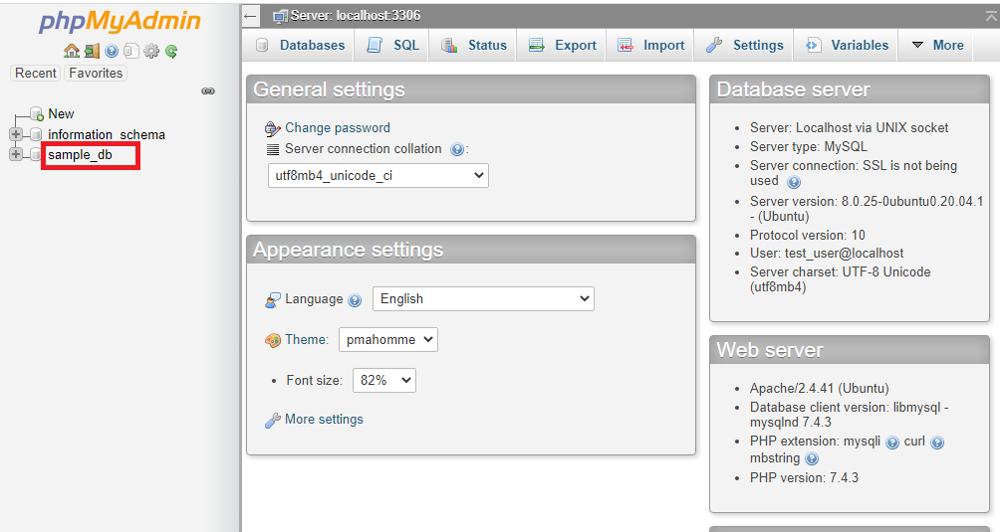 phpMyAdmin
Recent Favorites
New
information_schema
sample_db
Server: localhost:3306
Databases SQL Status Export Import Settings Variables More
General settings
Change password
Server connection collation :
utf8mb4_unicode_ci
Appearance settings
Language English
Theme: pmahomme
Font size: 82%
More settings
Database server
Server: Localhost via UNIX socket
Server type: MySQL
Server connection: SSL is not being
used
Server version: 8.0.25-0ubuntu0.20.04.1
- (Ubuntu)
Protocol version: 10
User: test_user@localhost
Server charset: UTF-8 Unicode
(utf8mb4)
Web server
Apache/2.4.41 (Ubuntu)
Database client version: libmysql -
mysqlnd 7.4.3
PHP extension: mysqli curl
mbstring
PHP version: 7.4.3